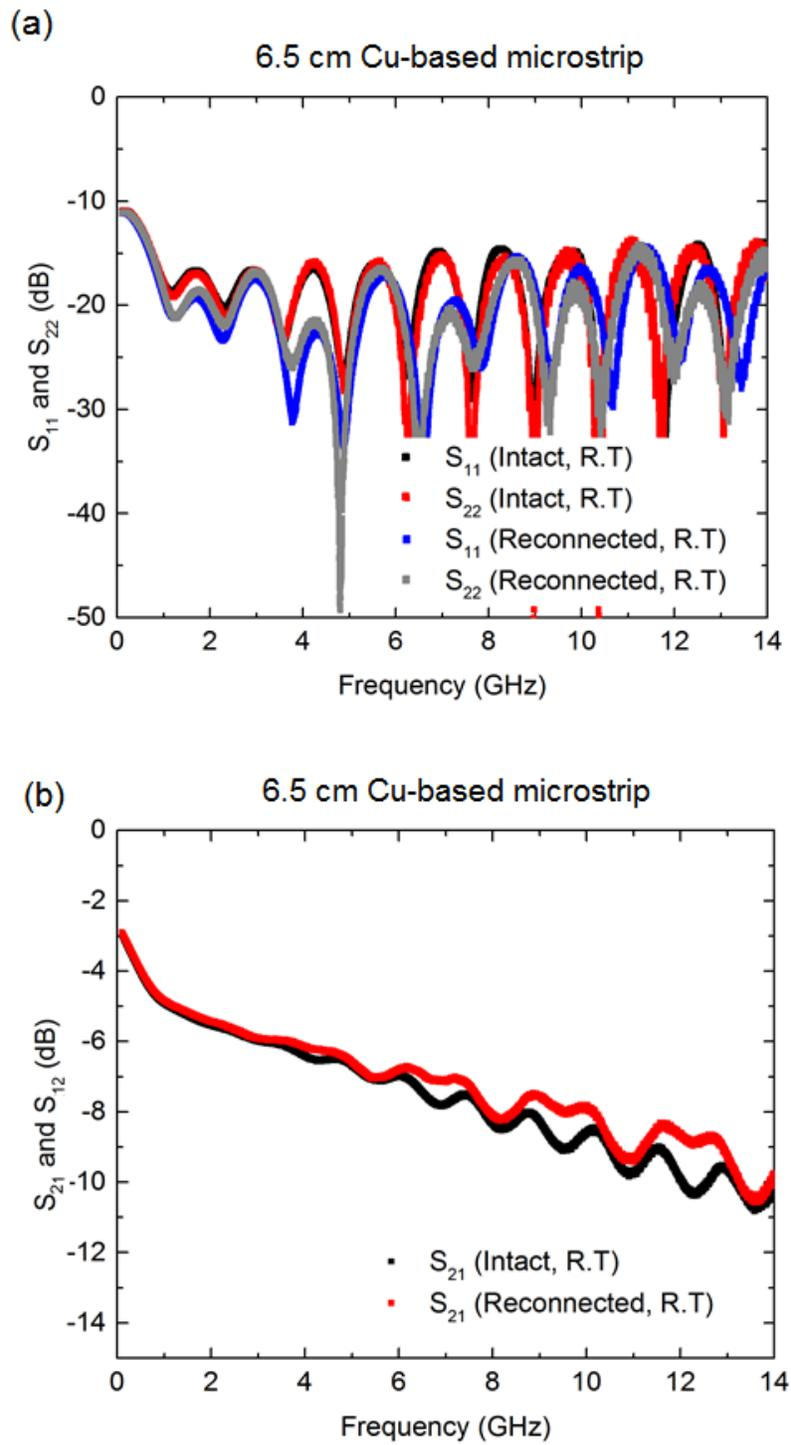 (a)
6.5 cm Cu-based microstrip
S11 and S22 (dB)
0
-10
-20
-30
-40
-50
S11 (Intact, R.T)
S22 (Intact, R.T)
S11 (Reconnected, R.T)
S22 (Reconnected, R.T)
0 2 4 6 8 10 12 14
Frequency (GHz)
(b)
6.5 cm Cu-based microstrip
S21 and S12 (dB)
0
-2
-4
-6
-8
-10
-12
-14
S21 (Intact, R.T)
S21 (Reconnected, R.T)
0 2 4 6 8 10 12 14
Frequency (GHz)